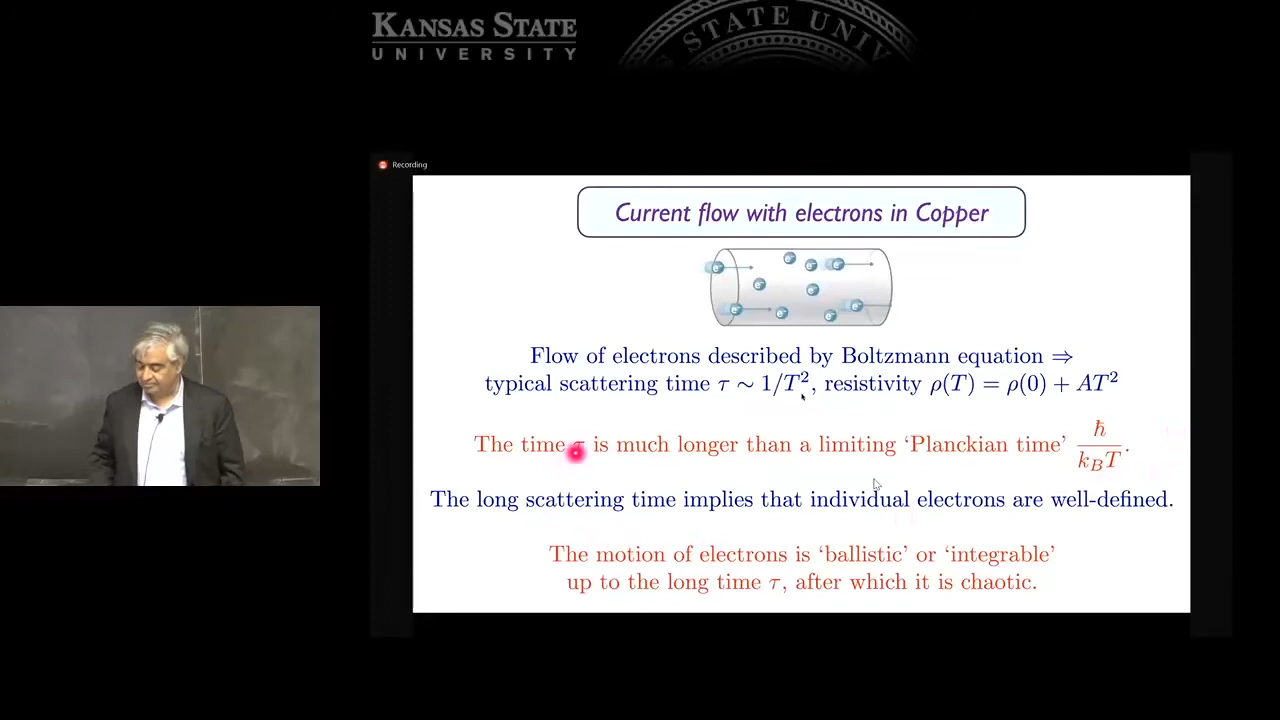 KANSAS STATE
UNIVERSITY
STATE UNIV
Recording
Current flow with electrons in Copper
e⁻ e⁻ e⁻ e⁻
e⁻ e⁻
e⁻ e⁻ e⁻ e⁻
Flow of electrons described by Boltzmann equation ⇒
typical scattering time τ ∼ 1/T², resistivity ρ(T) = ρ(0) + AT²
The time τ is much longer than a limiting ‘Planckian time’ ħ/k_BT.
The long scattering time implies that individual electrons are well-defined.
The motion of electrons is ‘ballistic’ or ‘integrable’
up to the long time τ, after which it is chaotic.